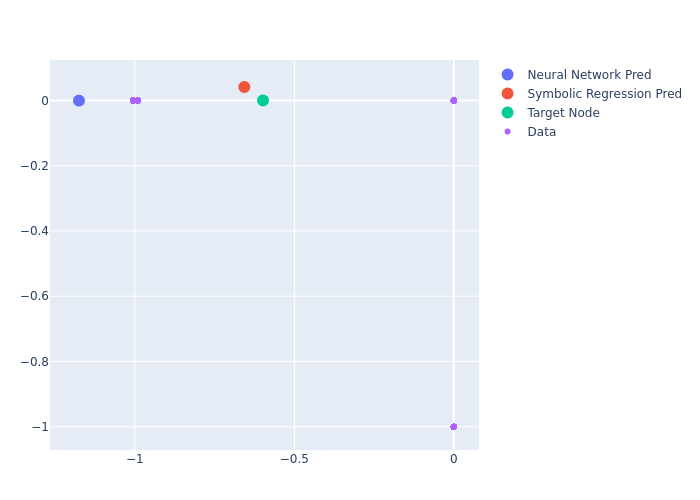 Neural Network Pred
Symbolic Regression Pred
Target Node
Data
0
−0.2
−0.4
−0.6
−0.8
−1
−1
−0.5
0